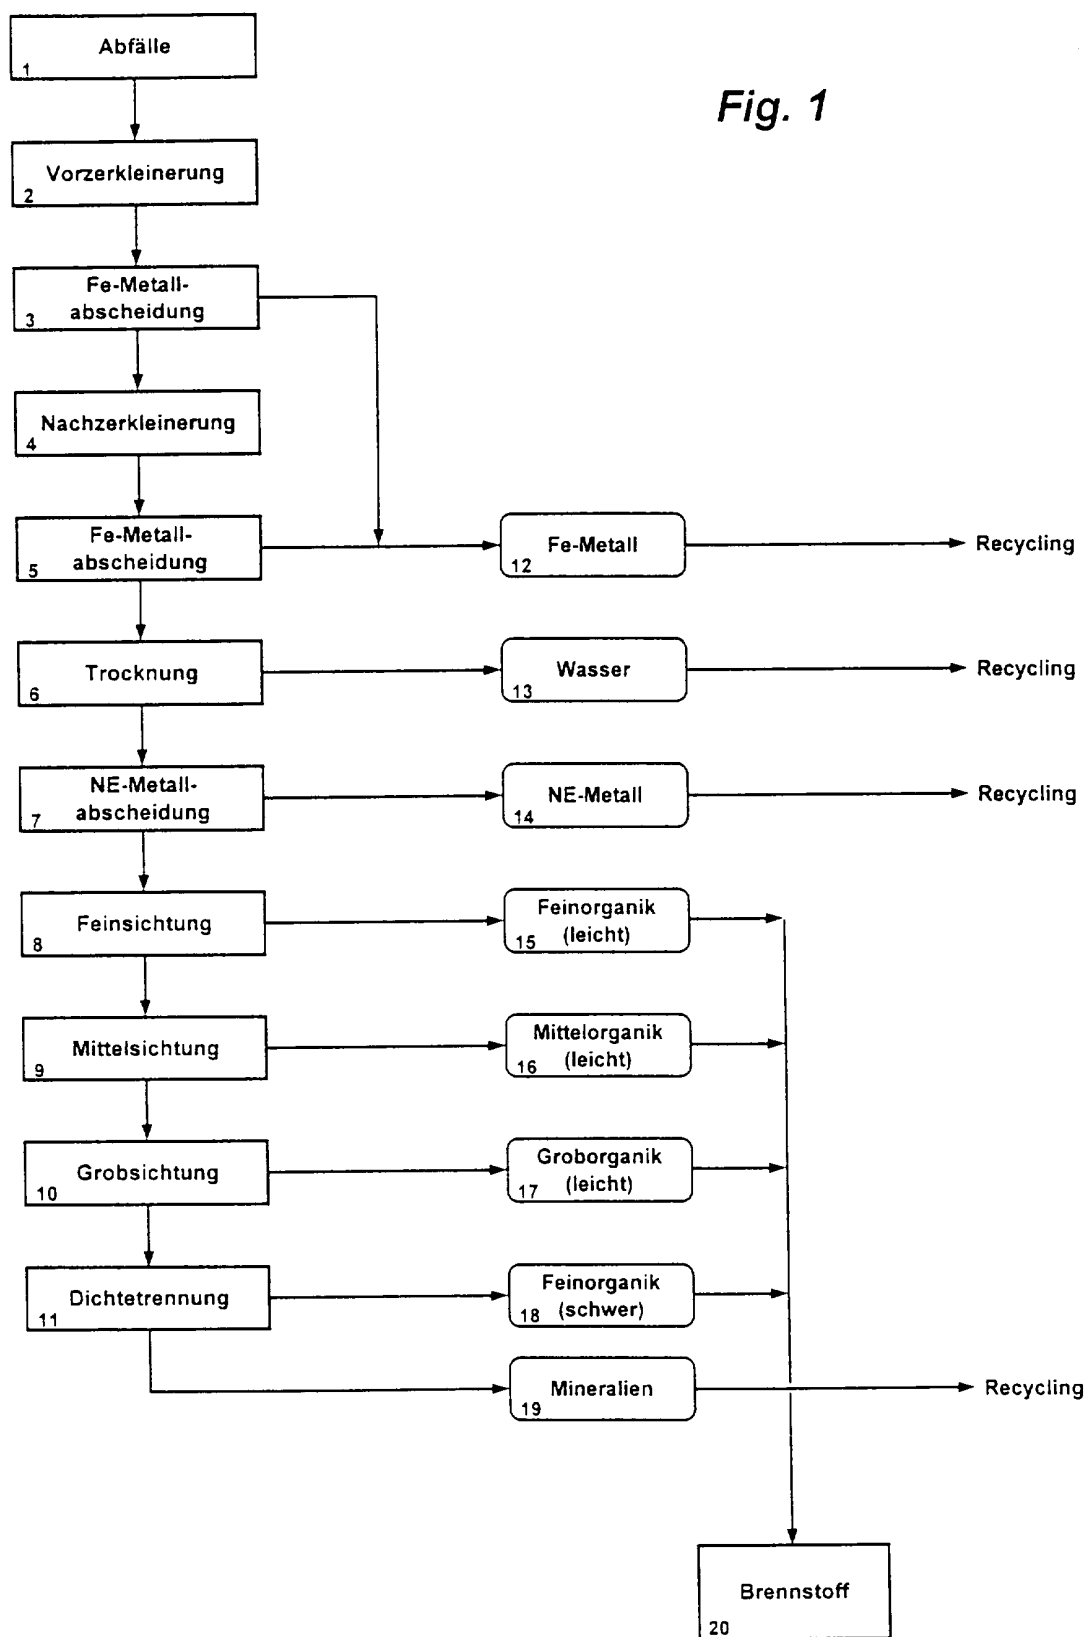 Abfälle
1
Fig. 1
Vorzerkleinerung
2
Fe-Metall-
abscheidung
3
Nachzerkleinerung
4
Fe-Metall-
abscheidung
5
Fe-Metall
12
Recycling
Trocknung
6
Wasser
13
Recycling
NE-Metall-
abscheidung
7
NE-Metall
14
Recycling
Feinsichtung
8
Feinorganik
(leicht)
15
Mittelsichtung
9
Mittelorganik
(leicht)
16
Grobsichtung
10
Groborganik
(leicht)
17
Dichtetrennung
11
Feinorganik
(schwer)
18
Mineralien
19
Recycling
Brennstoff
20